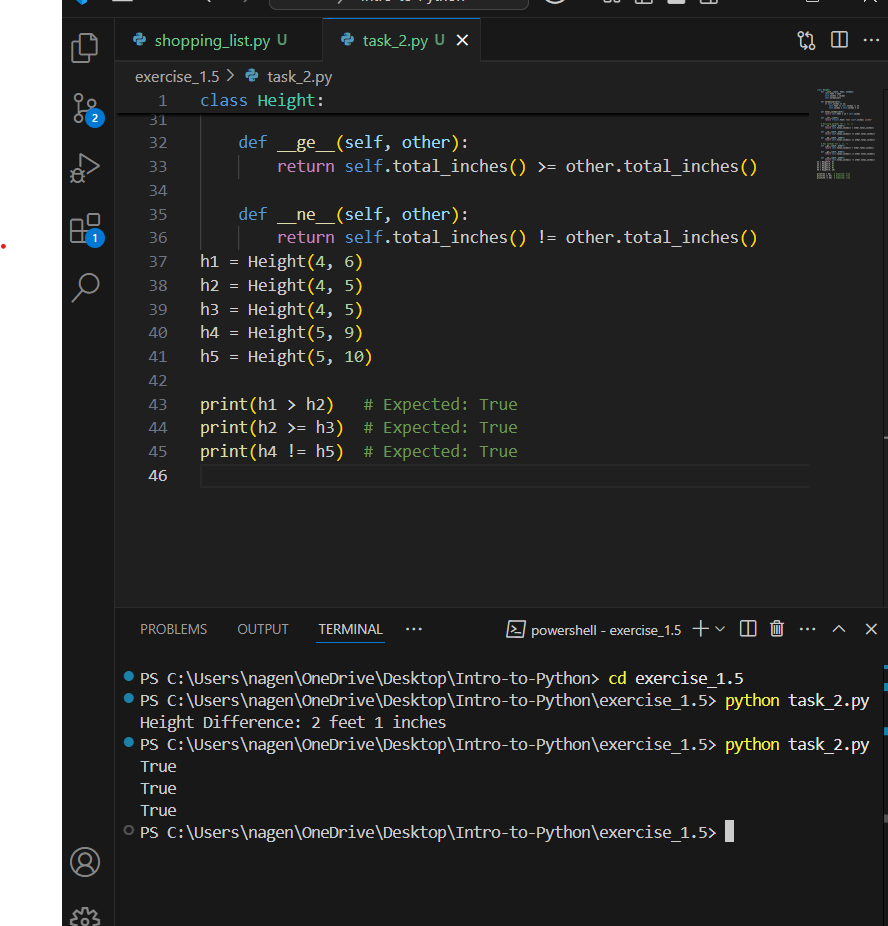 shopping_list.py U
task_2.py U
exercise_1.5 > task_2.py
1 class Height:
31
32     def __ge__(self, other):
33         return self.total_inches() >= other.total_inches()
34
35     def __ne__(self, other):
36         return self.total_inches() != other.total_inches()
37 h1 = Height(4, 6)
38 h2 = Height(4, 5)
39 h3 = Height(4, 5)
40 h4 = Height(5, 9)
41 h5 = Height(5, 10)
42
43 print(h1 > h2)   # Expected: True
44 print(h2 >= h3)  # Expected: True
45 print(h4 != h5)  # Expected: True
46
2
1
PROBLEMS OUTPUT TERMINAL ··· powershell - exercise_1.5
PS C:\Users\nagen\OneDrive\Desktop\Intro-to-Python> cd exercise_1.5
PS C:\Users\nagen\OneDrive\Desktop\Intro-to-Python\exercise_1.5> python task_2.py
Height Difference: 2 feet 1 inches
PS C:\Users\nagen\OneDrive\Desktop\Intro-to-Python\exercise_1.5> python task_2.py
True
True
True
PS C:\Users\nagen\OneDrive\Desktop\Intro-to-Python\exercise_1.5>